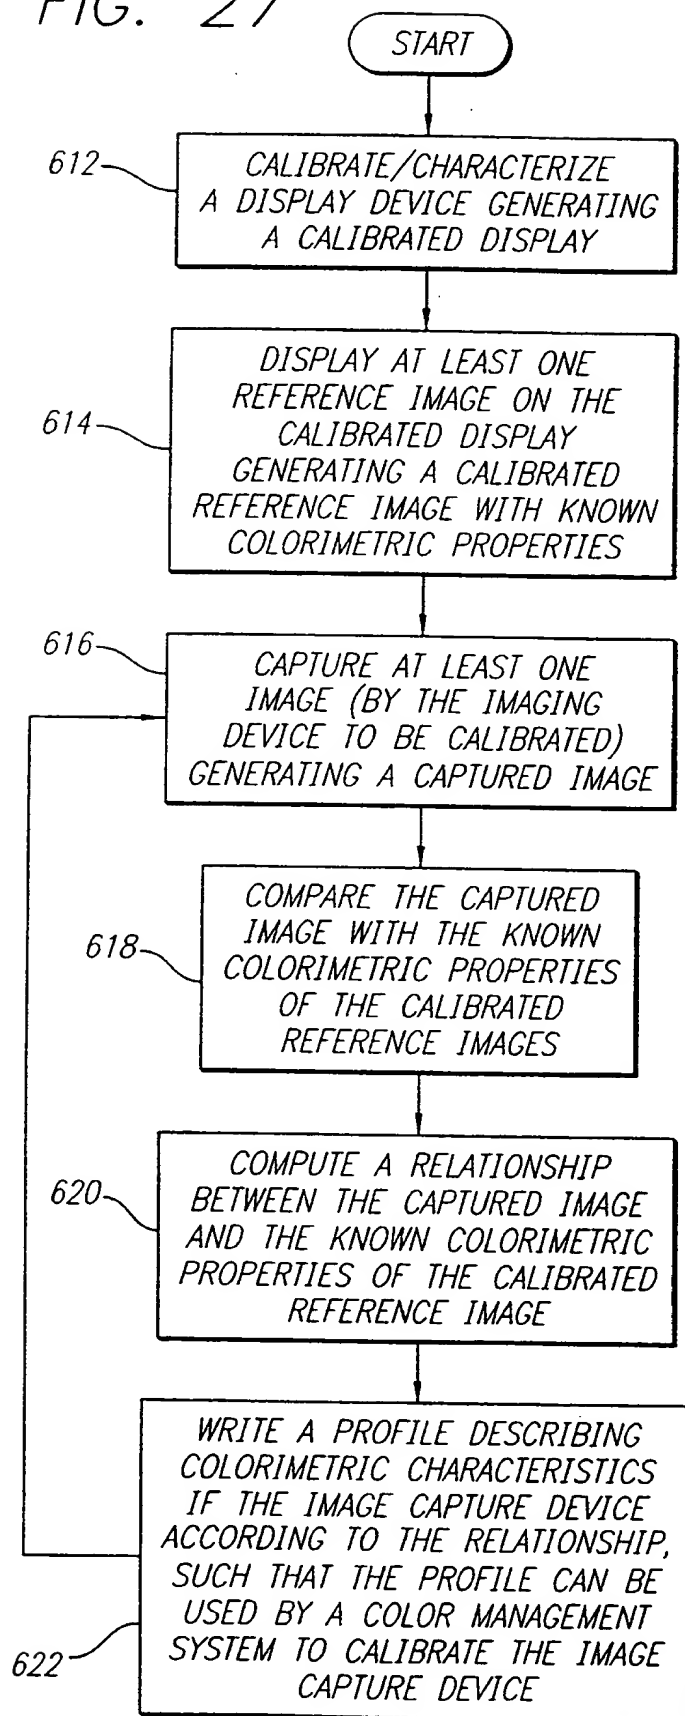 FIG. 27
START
612
CALIBRATE/CHARACTERIZE
A DISPLAY DEVICE GENERATING
A CALIBRATED DISPLAY
614
DISPLAY AT LEAST ONE
REFERENCE IMAGE ON THE
CALIBRATED DISPLAY
GENERATING A CALIBRATED
REFERENCE IMAGE WITH KNOWN
COLORIMETRIC PROPERTIES
616
CAPTURE AT LEAST ONE
IMAGE (BY THE IMAGING
DEVICE TO BE CALIBRATED)
GENERATING A CAPTURED IMAGE
618
COMPARE THE CAPTURED
IMAGE WITH THE KNOWN
COLORIMETRIC PROPERTIES
OF THE CALIBRATED
REFERENCE IMAGES
620
COMPUTE A RELATIONSHIP
BETWEEN THE CAPTURED IMAGE
AND THE KNOWN COLORIMETRIC
PROPERTIES OF THE CALIBRATED
REFERENCE IMAGE
622
WRITE A PROFILE DESCRIBING
COLORIMETRIC CHARACTERISTICS
IF THE IMAGE CAPTURE DEVICE
ACCORDING TO THE RELATIONSHIP,
SUCH THAT THE PROFILE CAN BE
USED BY A COLOR MANAGEMENT
SYSTEM TO CALIBRATE THE IMAGE
CAPTURE DEVICE